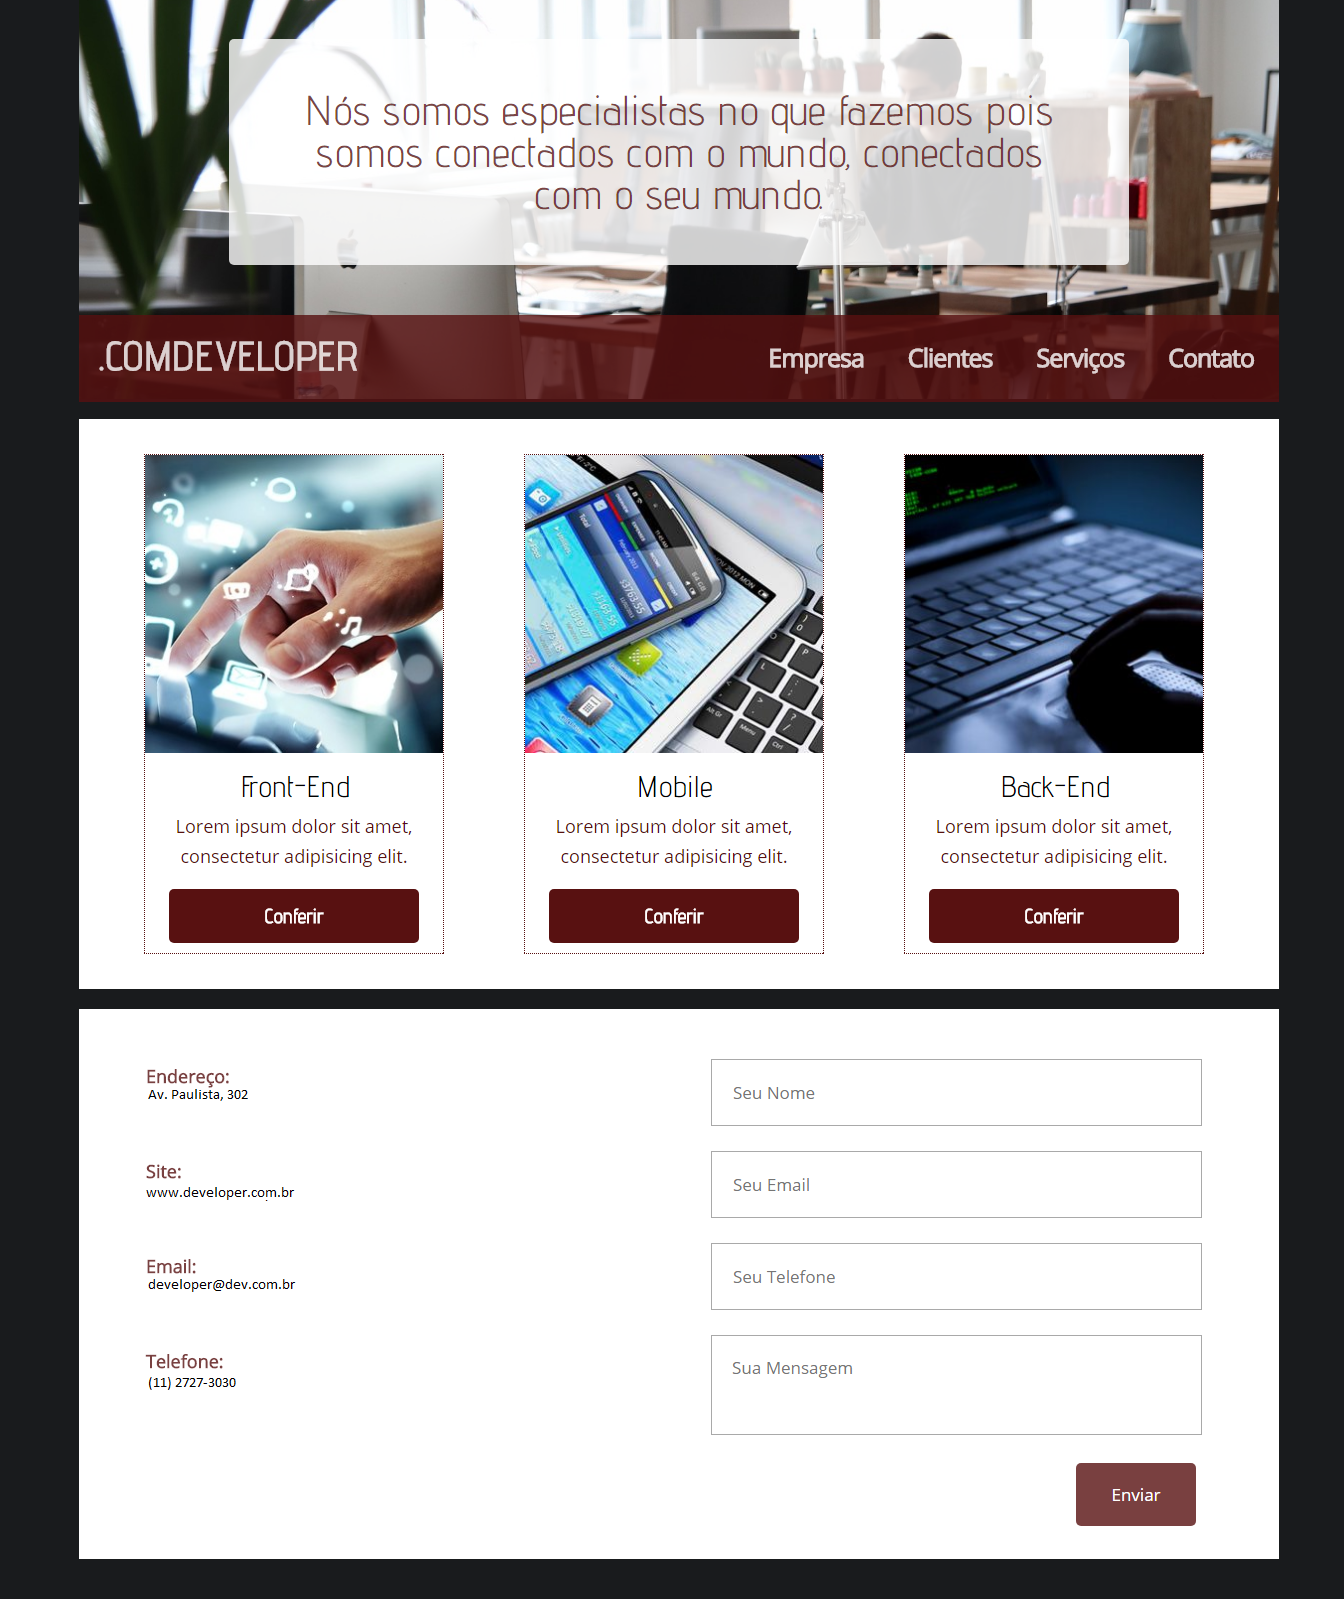 Nós somos especialistas no que fazemos pois
somos conectados com o mundo, conectados
com o seu mundo.
.COMDEVELOPER
Empresa Clientes Serviços Contato
Front-End
Lorem ipsum dolor sit amet,
consectetur adipisicing elit.
Conferir
Mobile
Lorem ipsum dolor sit amet,
consectetur adipisicing elit.
Conferir
Back-End
Lorem ipsum dolor sit amet,
consectetur adipisicing elit.
Conferir
Endereço:
Av. Paulista, 302
Site:
www.developer.com.br
Email:
developer@dev.com.br
Telefone:
(11) 2727-3030
Seu Nome
Seu Email
Seu Telefone
Sua Mensagem
Enviar